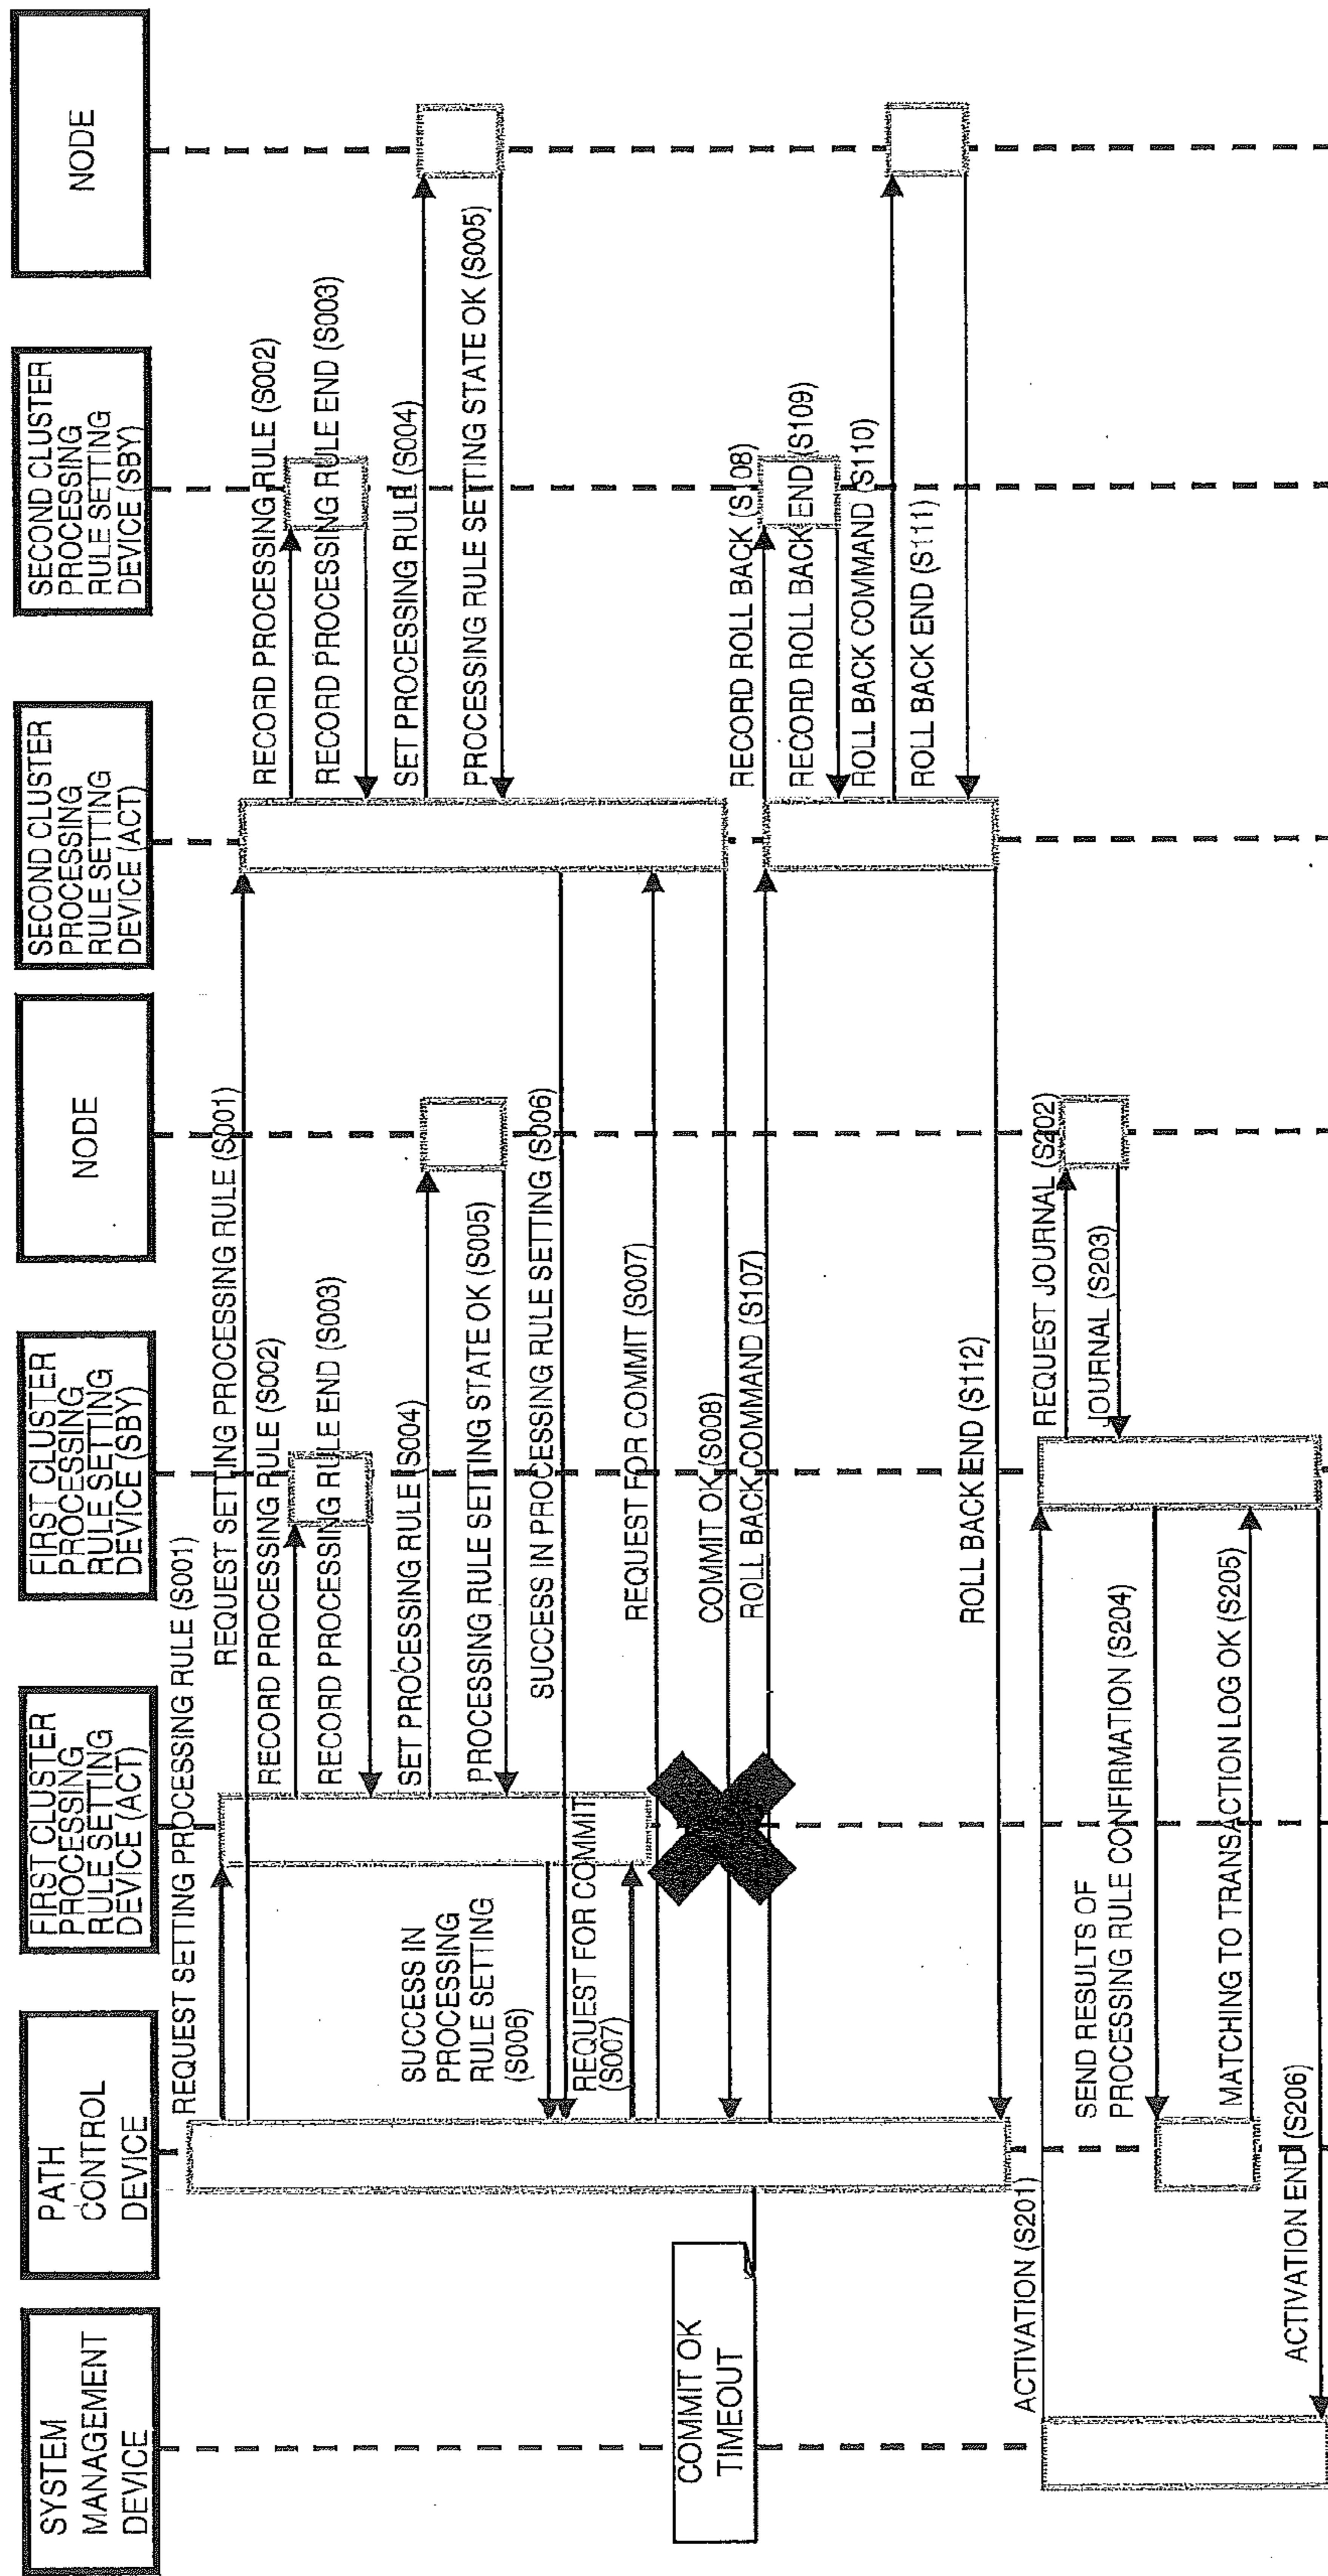 SYSTEM
MANAGEMENT
DEVICE
PATH
CONTROL
DEVICE
FIRST CLUSTER
PROCESSING
RULE SETTING
DEVICE (ACT)
FIRST CLUSTER
PROCESSING
RULE SETTING
DEVICE (SBY)
NODE
SECOND CLUSTER
PROCESSING
RULE SETTING
DEVICE (ACT)
SECOND CLUSTER
PROCESSING
RULE SETTING
DEVICE (SBY)
NODE
REQUEST SETTING PROCESSING RULE (S001)
REQUEST SETTING PROCESSING RULE (S001)
RECORD PROCESSING RULE (S002)
RECORD PROCESSING RULE (S002)
RECORD PROCESSING RULE END (S003)
RECORD PROCESSING RULE END (S003)
SET PROCESSING RULE (S004)
SET PROCESSING RULE (S004)
PROCESSING RULE SETTING STATE OK (S005)
PROCESSING RULE SETTING STATE OK (S005)
SUCCESS IN
PROCESSING
RULE SETTING
(S006)
SUCCESS IN PROCESSING RULE SETTING (S006)
REQUEST FOR COMMIT
(S007)
REQUEST FOR COMMIT (S007)
COMMIT OK (S008)
COMMIT OK
TIMEOUT
ROLL BACK COMMAND (S107)
RECORD ROLL BACK (S108)
RECORD ROLL BACK END (S109)
ROLL BACK COMMAND (S110)
ROLL BACK END (S111)
ROLL BACK END (S112)
ACTIVATION (S201)
REQUEST JOURNAL (S202)
JOURNAL (S203)
SEND RESULTS OF
PROCESSING RULE CONFIRMATION (S204)
MATCHING TO TRANSACTION LOG OK (S205)
ACTIVATION END (S206)